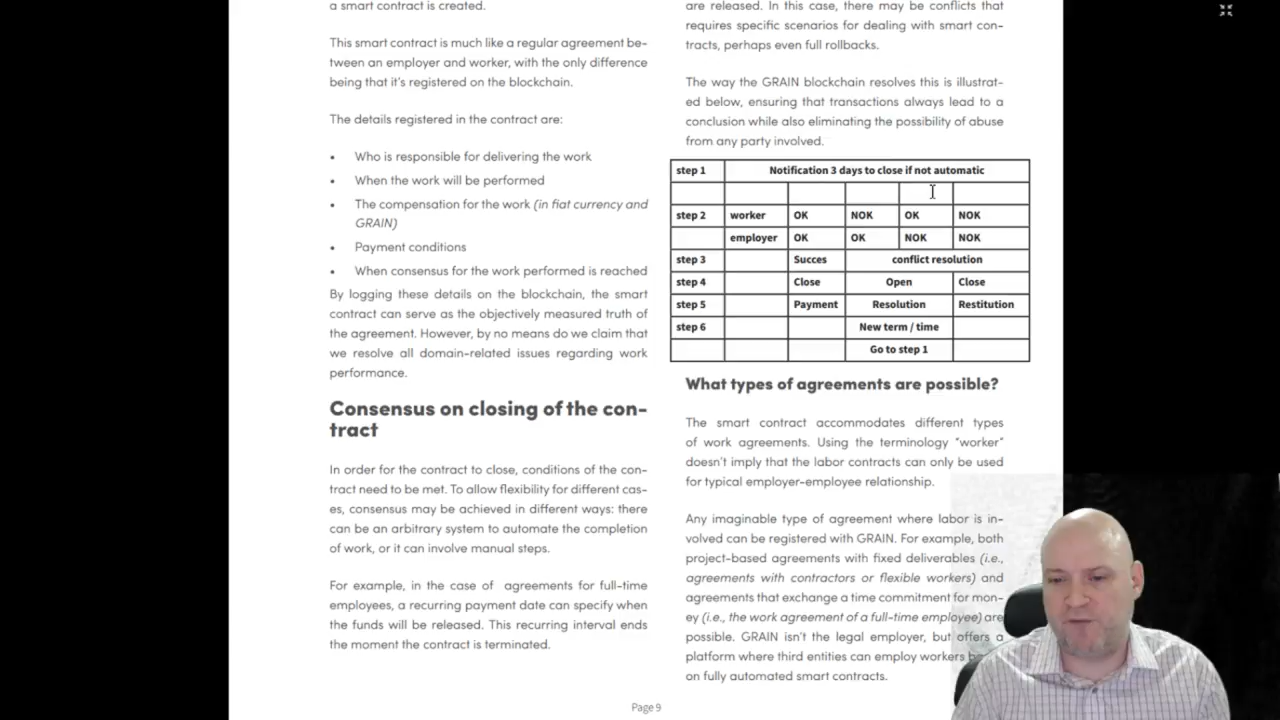 a smart contract is created.
This smart contract is much like a regular agreement be-
tween an employer and worker, with the only difference
being that it's registered on the blockchain.
The details registered in the contract are:
• Who is responsible for delivering the work
• When the work will be performed
• The compensation for the work (in fiat currency and
GRAIN)
• Payment conditions
• When consensus for the work performed is reached
By logging these details on the blockchain, the smart
contract can serve as the objectively measured truth of
the agreement. However, by no means do we claim that
we resolve all domain-related issues regarding work
performance.
Consensus on closing of the con-
tract
In order for the contract to close, conditions of the con-
tract need to be met. To allow flexibility for different cas-
es, consensus may be achieved in different ways: there
can be an arbitrary system to automate the completion
of work, or it can involve manual steps.
For example, in the case of agreements for full-time
employees, a recurring payment date can specify when
the funds will be released. This recurring interval ends
the moment the contract is terminated.
are released. In this case, there may be conflicts that
requires specific scenarios for dealing with smart con-
tracts, perhaps even full rollbacks.
The way the GRAIN blockchain resolves this is illustrat-
ed below, ensuring that transactions always lead to a
conclusion while also eliminating the possibility of abuse
from any party involved.
step 1 Notification 3 days to close if not automatic
step 2 worker OK NOK OK NOK
employer OK OK NOK NOK
step 3 Succes conflict resolution
step 4 Close Open Close
step 5 Payment Resolution Restitution
step 6 New term / time
Go to step 1
What types of agreements are possible?
The smart contract accommodates different types
of work agreements. Using the terminology "worker"
doesn't imply that the labor contracts can only be used
for typical employer-employee relationship.
Any imaginable type of agreement where labor is in-
volved can be registered with GRAIN. For example, both
project-based agreements with fixed deliverables (i.e.,
agreements with contractors or flexible workers) and
agreements that exchange a time commitment for mon-
ey (i.e., the work agreement of a full-time employee) are
possible. GRAIN isn't the legal employer, but offers a
platform where third entities can employ workers
on fully automated smart contracts.
Page 9